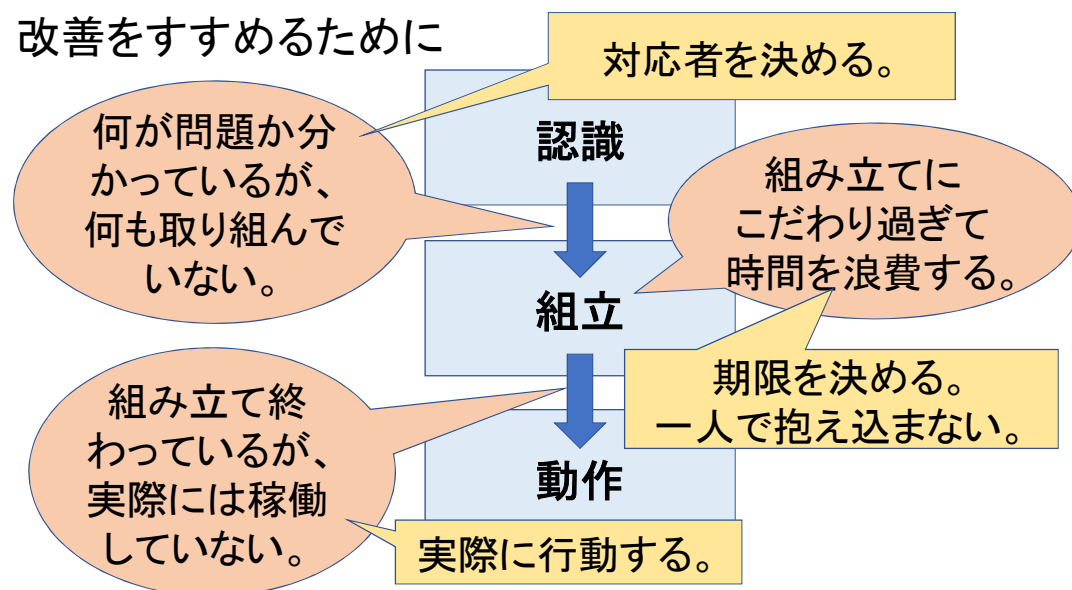 改善をすすめるために
対応者を決める。
何が問題か分
かっているが、
何も取り組んで
いない。
認識
組み立てに
こだわり過ぎて
時間を浪費する。
組立
期限を決める。
一人で抱え込まない。
組み立て終
わっているが、
実際には稼働
していない。
動作
実際に行動する。